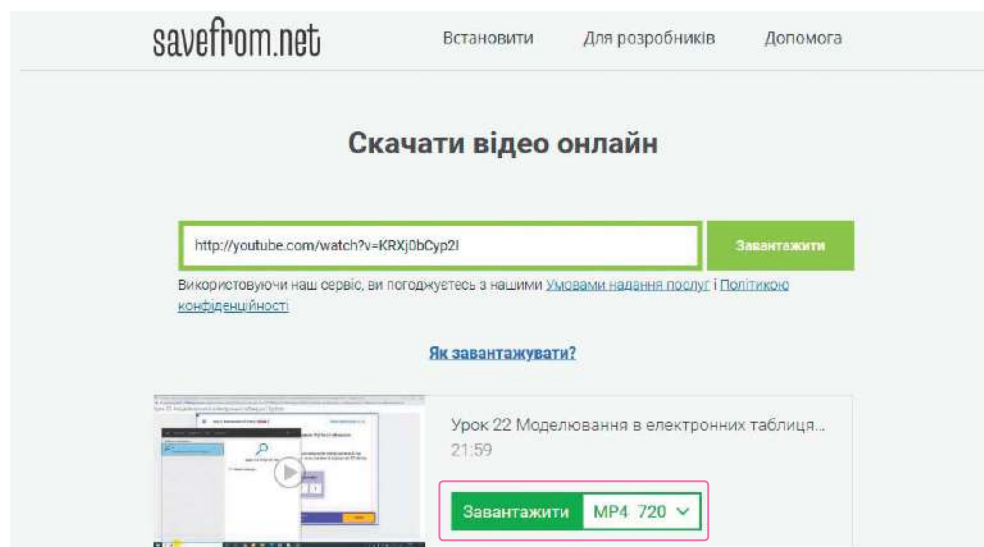 savefrom.net
Встановити Для розробників Допомога
Скачати відео онлайн
http://youtube.com/watch?v=KRXj0bCyp2I
Завантажити
Використовуючи наш сервіс, ви погоджуєтесь з нашими Умовами надання послуг і Політикою
конфіденційності
Як завантажувати?
Урок 22 Моделювання в електронних таблиця...
21:59
Завантажити MP4 720